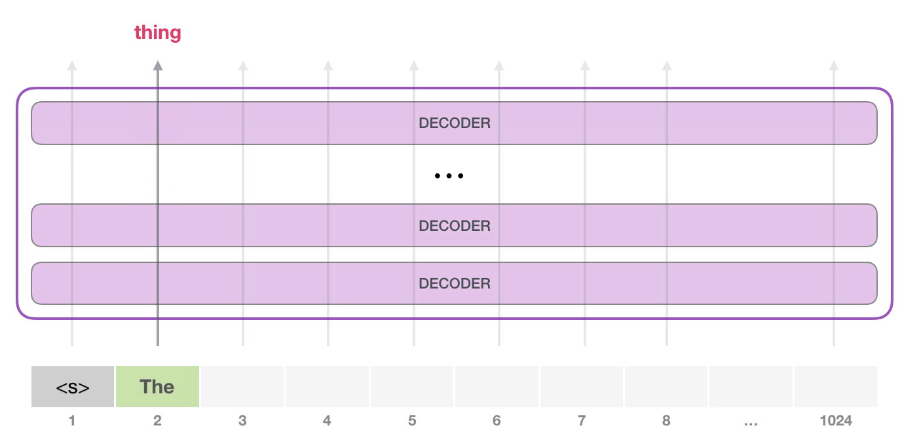 thing
DECODER
...
DECODER
DECODER
<s> The
1 2 3 4 5 6 7 8 ... 1024